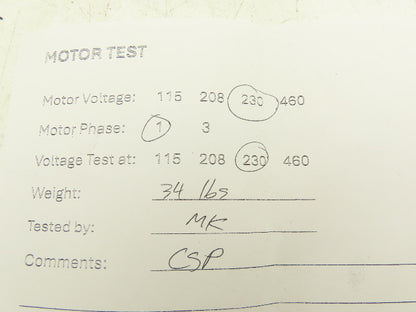 MOTOR TEST
Motor Voltage: 115 208 230 460
Motor Phase: 1 3
Voltage Test at: 115 208 230 460
Weight: 34 lbs
Tested by: MK
Comments: CSP